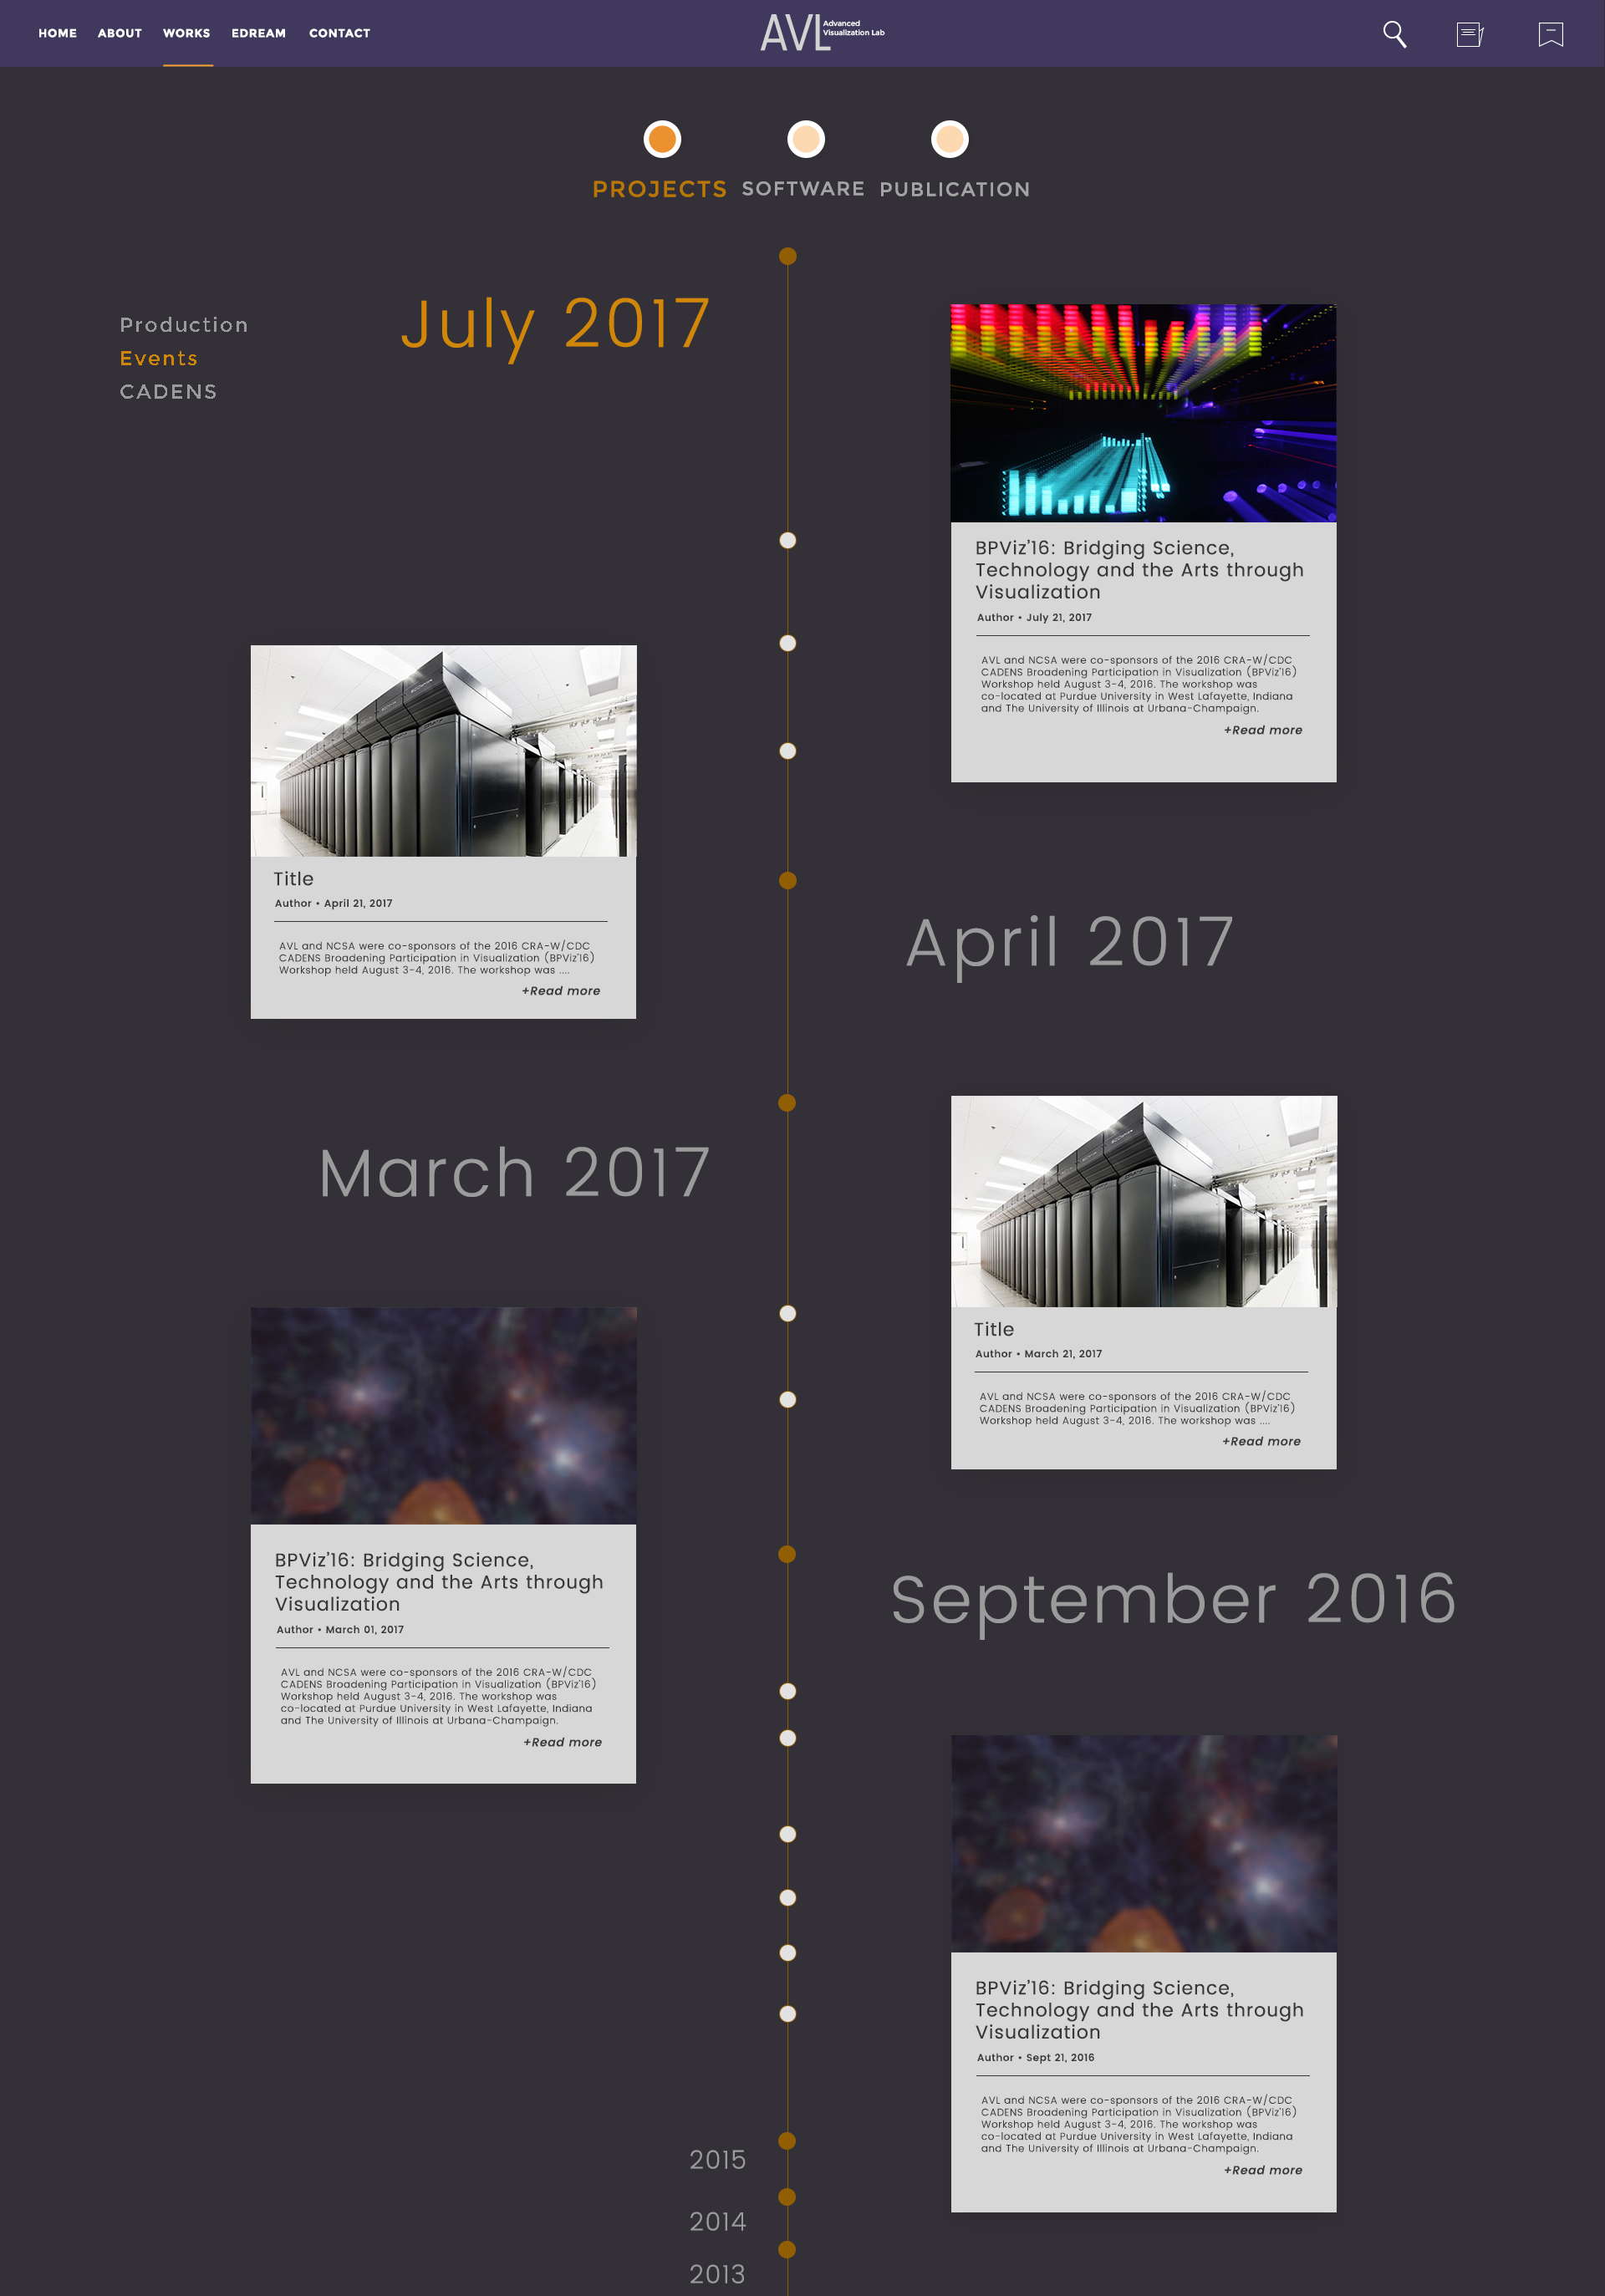 HOME ABOUT WORKS EDREAM CONTACT
AVL Advanced
Visualization Lab
PROJECTS SOFTWARE PUBLICATION
July 2017
Production
Events
CADENS
BPViz'16: Bridging Science,
Technology and the Arts through
Visualization
Author • July 21, 2017
AVL and NCSA were co-sponsors of the 2016 CRA-W/CDC
CADENS Broadening Participation in Visualization (BPViz'16)
Workshop held August 3-4, 2016. The workshop was
co-located at Purdue University in West Lafayette, Indiana
and The University of Illinois at Urbana-Champaign.
+Read more
Title
Author • April 21, 2017
AVL and NCSA were co-sponsors of the 2016 CRA-W/CDC
CADENS Broadening Participation in Visualization (BPViz'16)
Workshop held August 3-4, 2016. The workshop was ....
+Read more
April 2017
March 2017
Title
Author • March 21, 2017
AVL and NCSA were co-sponsors of the 2016 CRA-W/CDC
CADENS Broadening Participation in Visualization (BPViz'16)
Workshop held August 3-4, 2016. The workshop was ....
+Read more
BPViz'16: Bridging Science,
Technology and the Arts through
Visualization
Author • March 01, 2017
AVL and NCSA were co-sponsors of the 2016 CRA-W/CDC
CADENS Broadening Participation in Visualization (BPViz'16)
Workshop held August 3-4, 2016. The workshop was
co-located at Purdue University in West Lafayette, Indiana
and The University of Illinois at Urbana-Champaign.
+Read more
September 2016
BPViz'16: Bridging Science,
Technology and the Arts through
Visualization
Author • Sept 21, 2016
AVL and NCSA were co-sponsors of the 2016 CRA-W/CDC
CADENS Broadening Participation in Visualization (BPViz'16)
Workshop held August 3-4, 2016. The workshop was
co-located at Purdue University in West Lafayette, Indiana
and The University of Illinois at Urbana-Champaign.
+Read more
2015
2014
2013